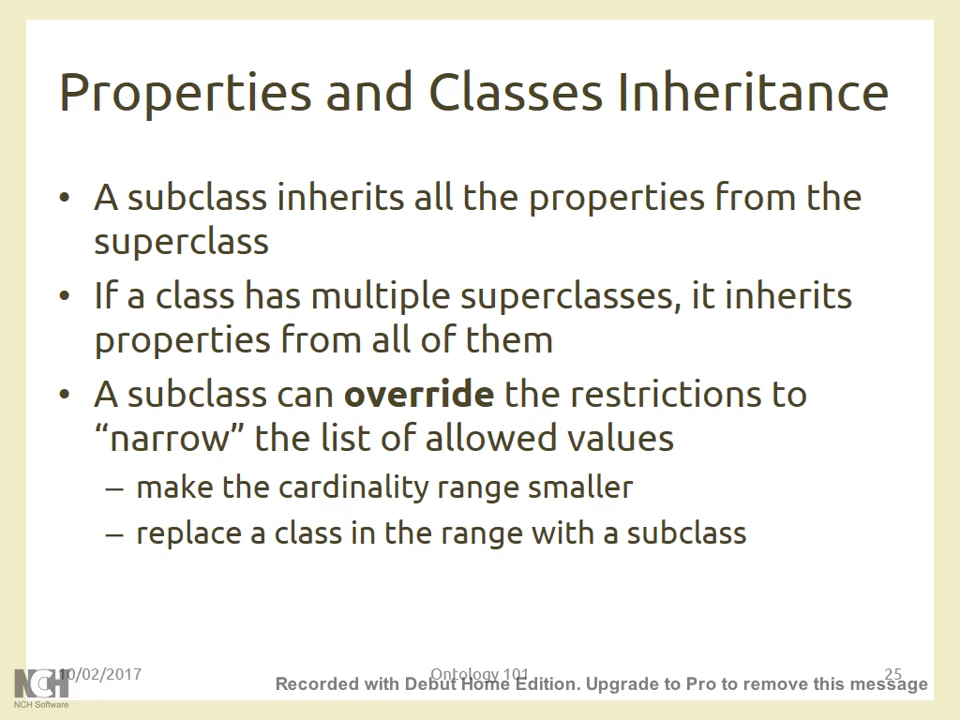 Properties and Classes Inheritance
• A subclass inherits all the properties from the
superclass
• If a class has multiple superclasses, it inherits
properties from all of them
• A subclass can override the restrictions to
“narrow” the list of allowed values
– make the cardinality range smaller
– replace a class in the range with a subclass
10/02/2017
Ontology 101
25
Recorded with Debut Home Edition. Upgrade to Pro to remove this message
NCH
NCH Software